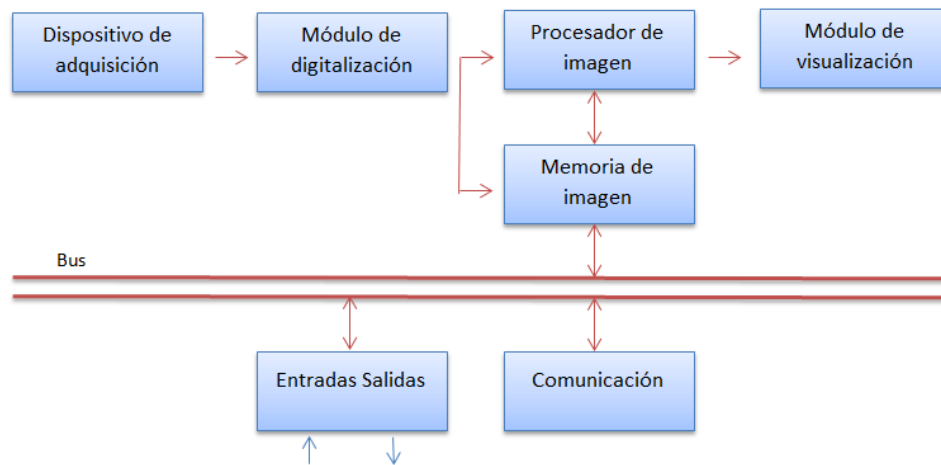 Dispositivo de
adquisición
Módulo de
digitalización
Procesador de
imagen
Módulo de
visualización
Memoria de
imagen
Bus
Entradas Salidas
Comunicación